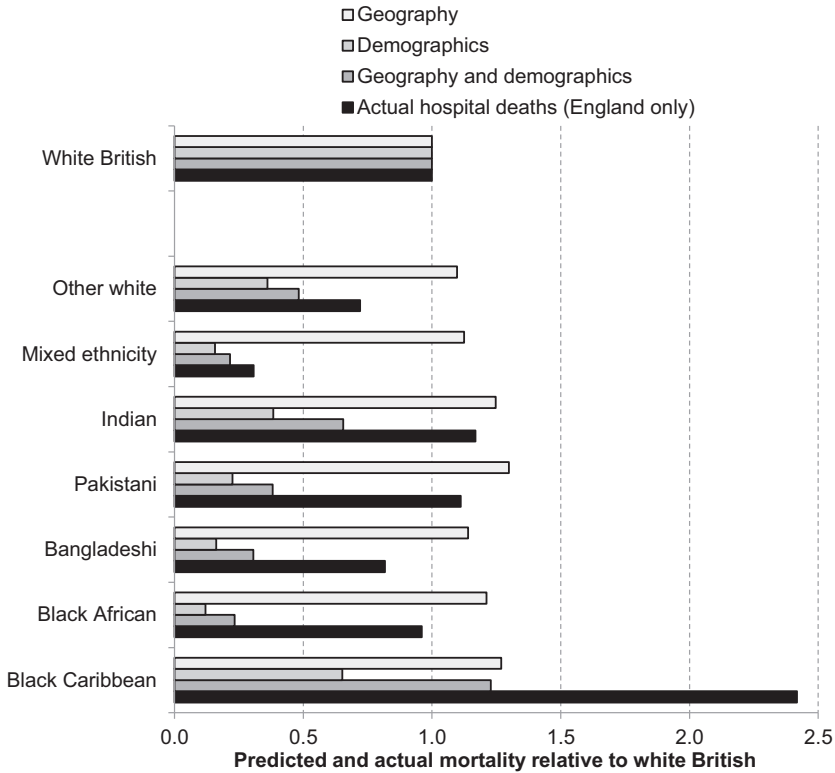 Geography
Demographics
Geography and demographics
Actual hospital deaths (England only)
White British
Other white
Mixed ethnicity
Indian
Pakistani
Bangladeshi
Black African
Black Caribbean
0.0 0.5 1.0 1.5 2.0 2.5
Predicted and actual mortality relative to white British